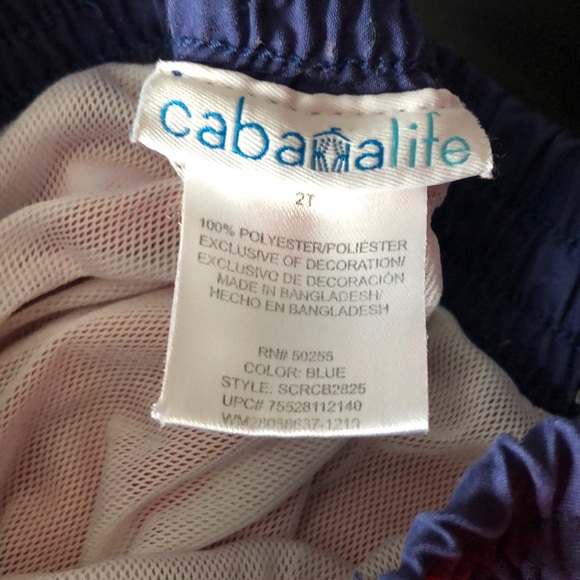 cabanalife
2T
100% POLYESTER/POLIÉSTER
EXCLUSIVE OF DECORATION/
EXCLUSIVO DE DECORACIÓN
MADE IN BANGLADESH/
HECHO EN BANGLADESH
RN# 50255
COLOR: BLUE
STYLE: SCRCB2825
UPC# 75528112140